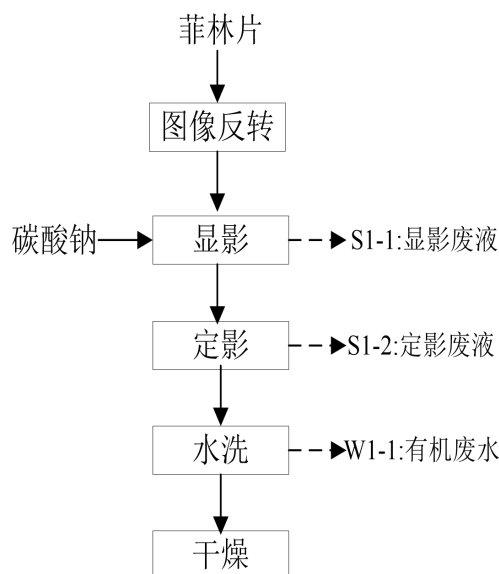 菲林片
图像反转
碳酸钠
显影
S1-1:显影废液
定影
S1-2:定影废液
水洗
W1-1:有机废水
干燥